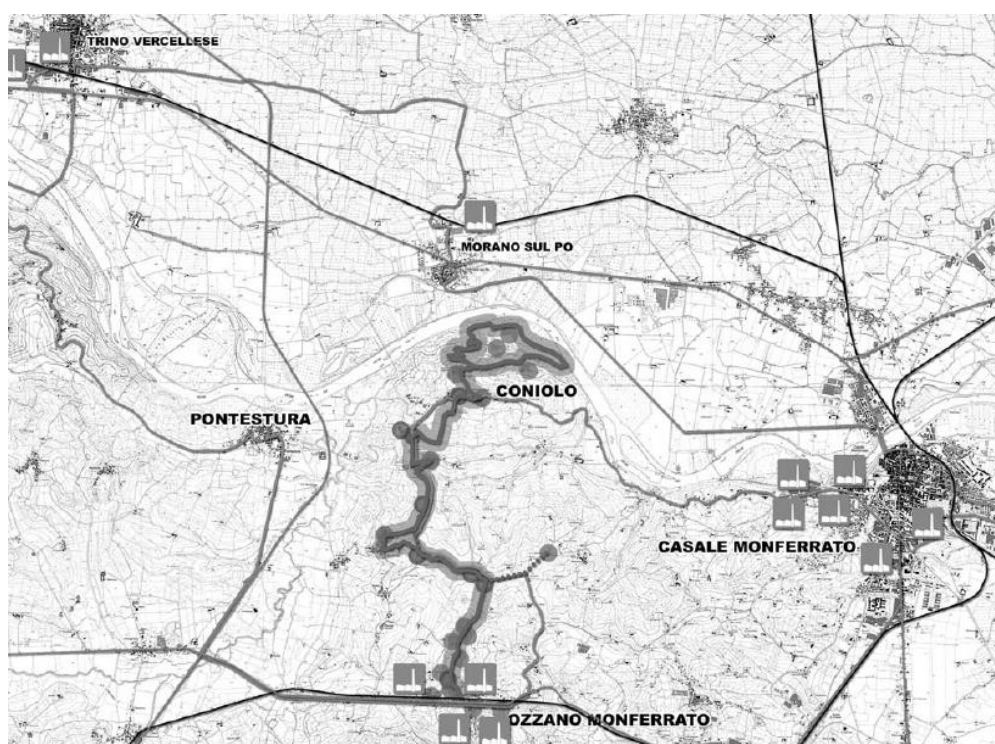 TRINO VERCELLESE
MORANO SUL PO
CONIOLO
PONTESTURA
CASALE MONFERRATO
OZZANO MONFERRATO